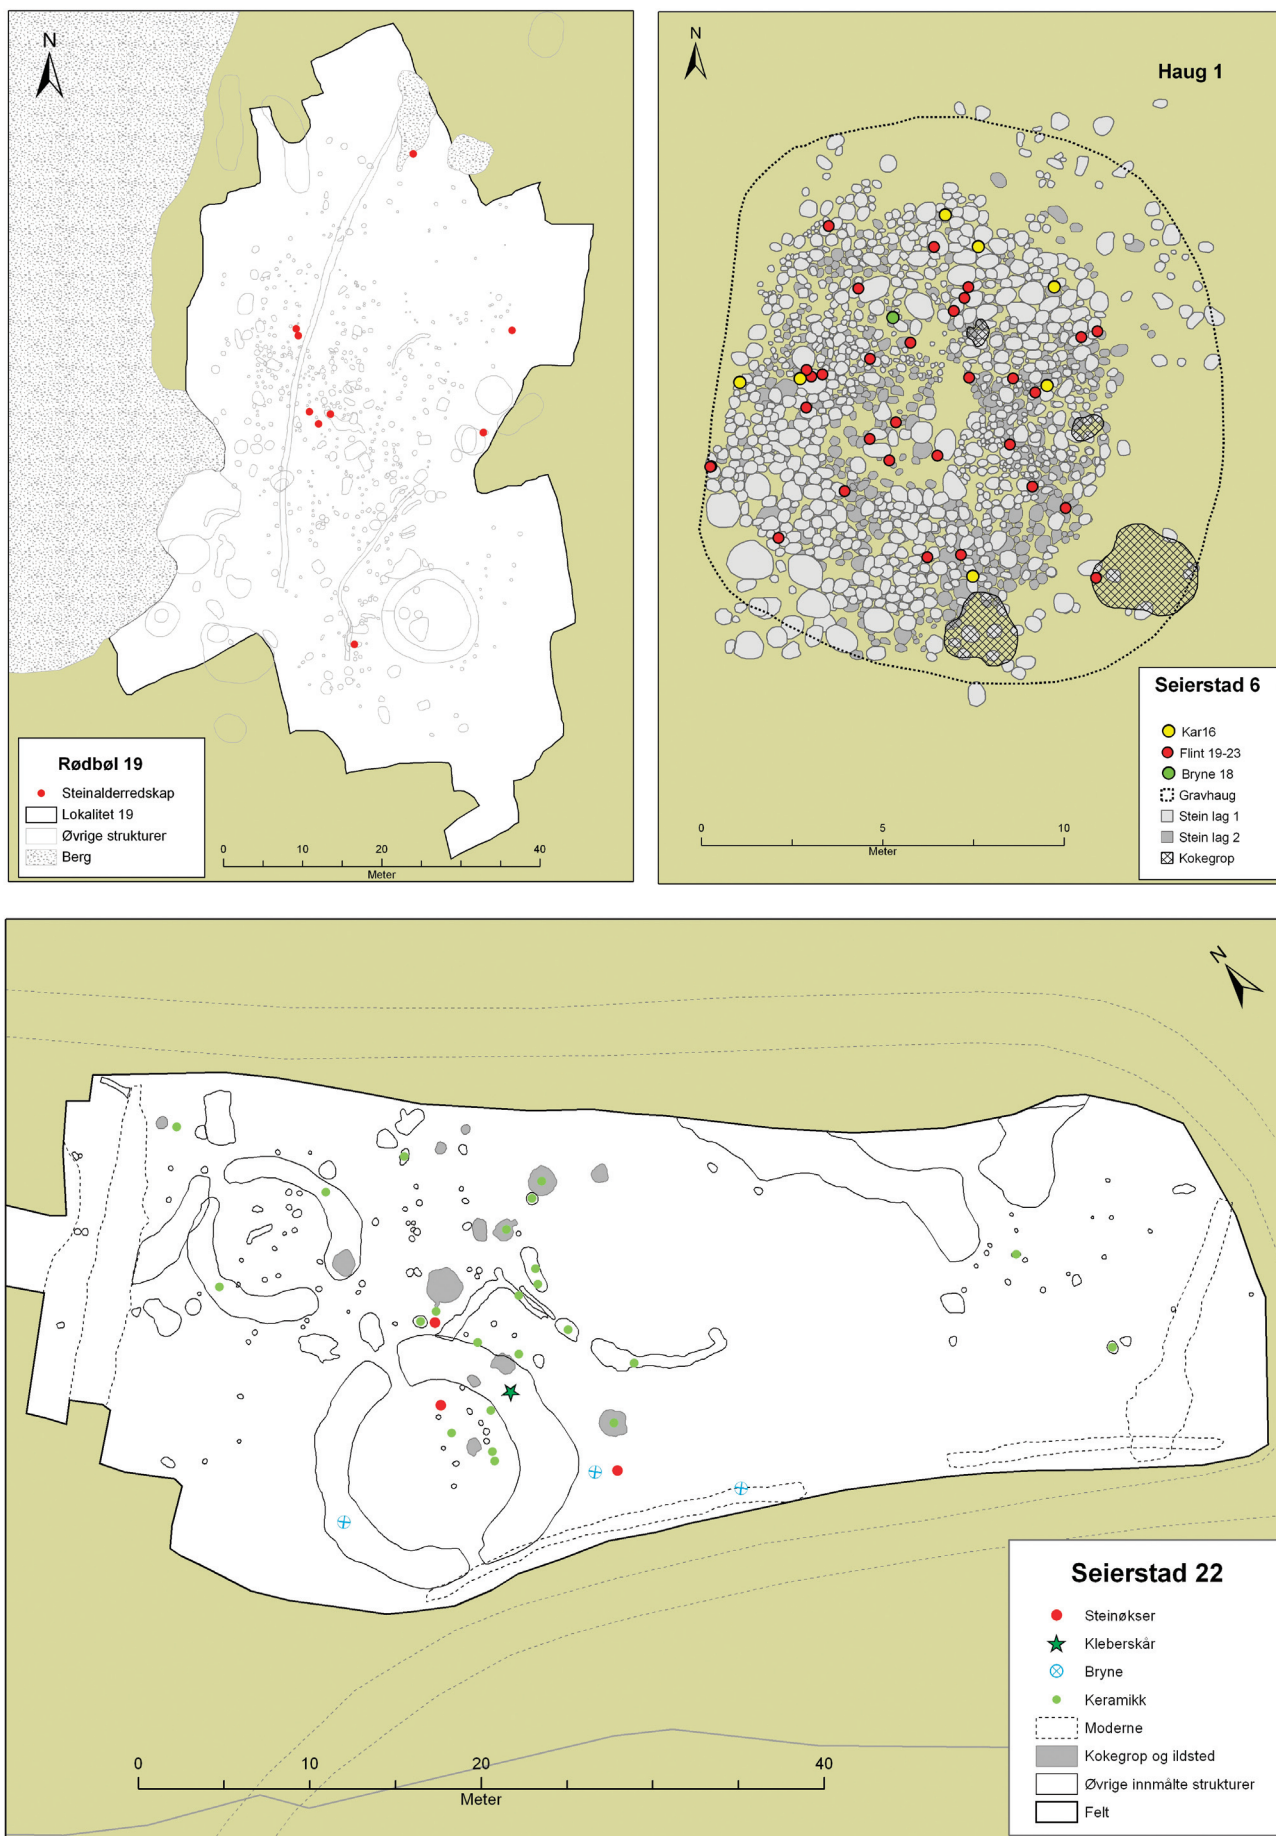 N
Rødbøl 19
Steinalderredskap
Lokalitet 19
Øvrige strukturer
Berg
0 10 20 40
Meter
N
Haug 1
Seierstad 6
Kar16
Flint 19-23
Bryne 18
Gravhaug
Stein lag 1
Stein lag 2
Kokegrop
0 5 10
Meter
N
Seierstad 22
Steinøkser
Kleberskår
Bryne
Keramikk
Moderne
Kokegrop og ildsted
Øvrige innmålte strukturer
Felt
0 10 20 40
Meter